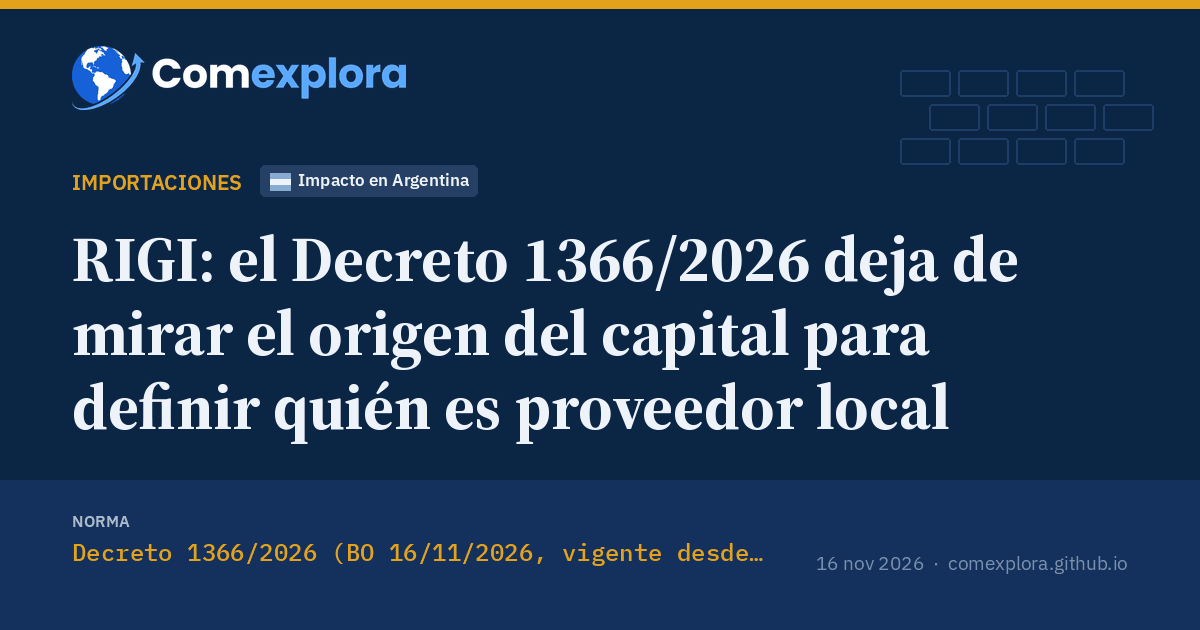 Comexplora
IMPORTACIONES
Impacto en Argentina
RIGI: el Decreto 1366/2026 deja de
mirar el origen del capital para
definir quién es proveedor local
NORMA
Decreto 1366/2026 (BO 16/11/2026, vigente desde…
16 nov 2026 · comexplora.github.io